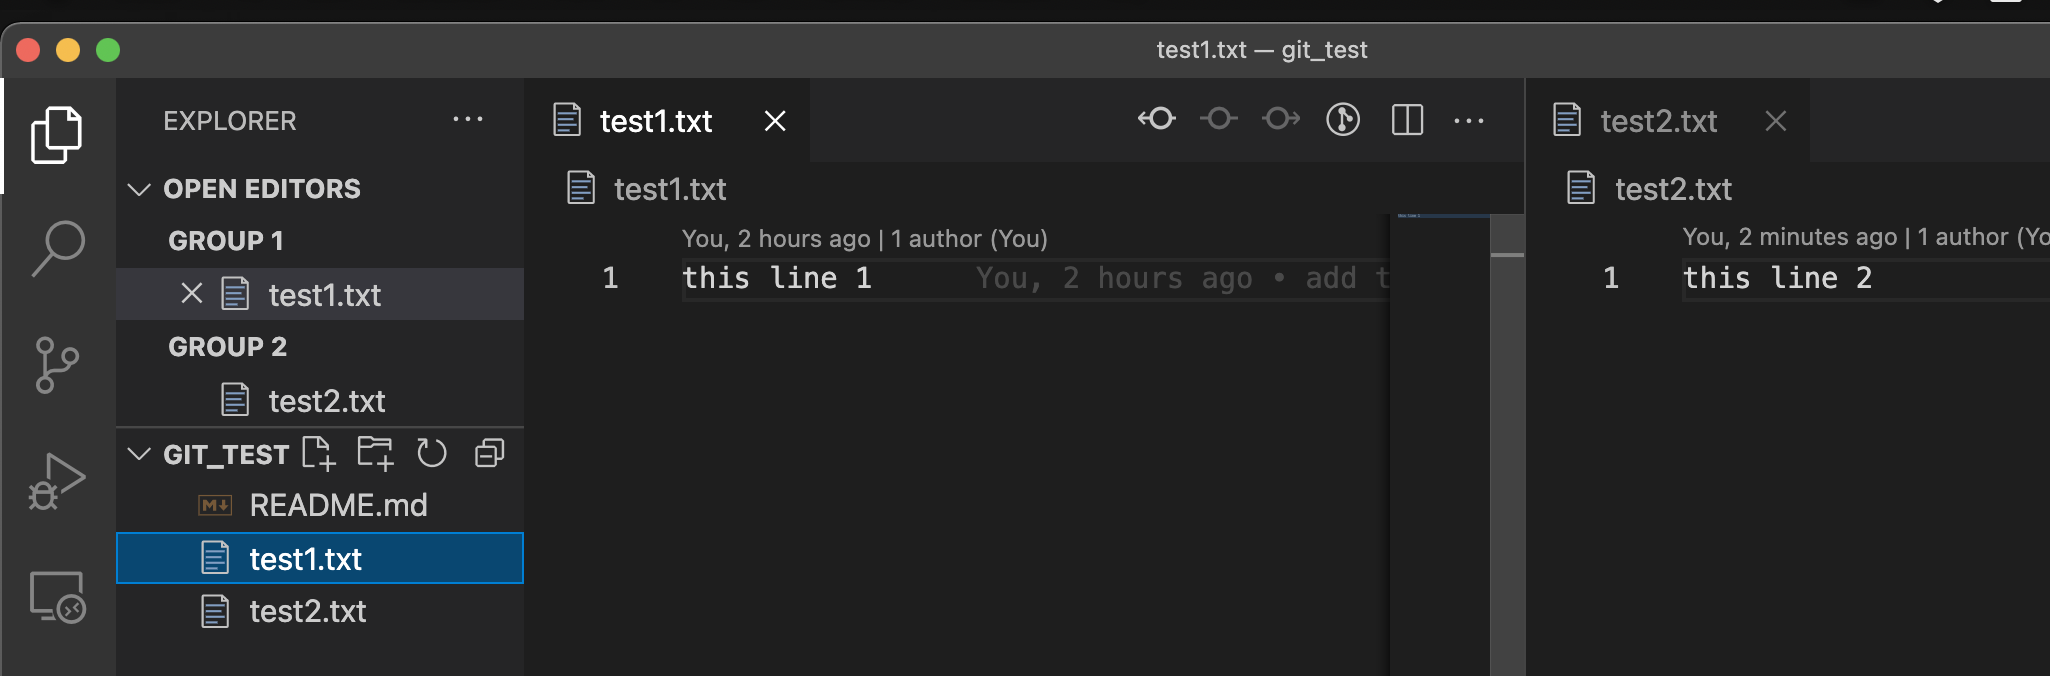 test1.txt — git_test
EXPLORER
OPEN EDITORS
GROUP 1
test1.txt
GROUP 2
test2.txt
GIT_TEST
README.md
test1.txt
test2.txt
test1.txt
test1.txt
You, 2 hours ago | 1 author (You)
1 this line 1 You, 2 hours ago • add t
test2.txt
test2.txt
You, 2 minutes ago | 1 author (Yo
1 this line 2